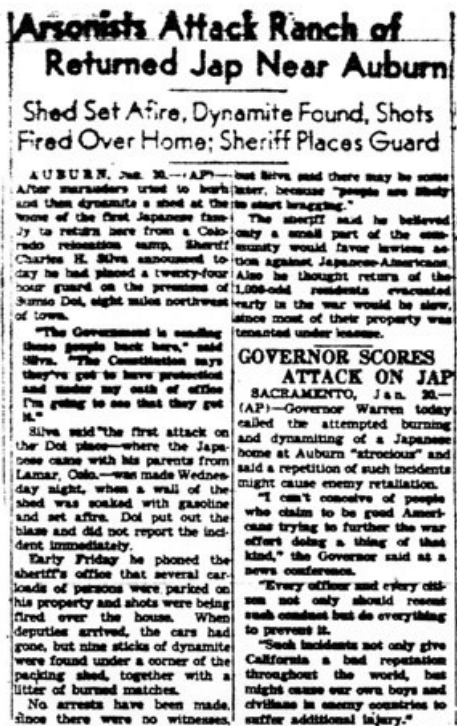 Arsonists Attack Ranch of
Returned Jap Near Auburn
Shed Set Afire, Dynamite Found, Shots
Fired Over Home; Sheriff Places Guard
AUBURN, Jan. 20.—(AP)—
After marauders tried to burn
and then dynamite a shed at the
home of the first Japanese fam-
ily to return here from a Colo-
rado relocation camp, Sheriff
Charles H. Silva announced to-
day he had placed a twenty-four
hour guard on the premises of
Sumio Doi, eight miles northwest
of town.
"The Government is sending
these people back here," said
Silva. "The Constitution says
they've got to have protection
and under my oath of office
I'm going to see that they get
it."
Silva said "the first attack on
the Doi place—where the Japa-
nese came with his parents from
Lamar, Colo.—was made Wednes-
day night, when a wall of the
shed was soaked with gasoline
and set afire. Doi put out the
blaze and did not report the inci-
dent immediately.
Early Friday he phoned the
sheriff's office that several car-
loads of persons were parked on
his property and shots were being
fired over the house. When
deputies arrived, the cars had
gone, but nine sticks of dynamite
were found under a corner of the
packing shed, together with a
litter of burned matches.
No arrests have been made,
since there were no witnesses,
but Silva said there may be some
later, because "people are likely
to start bragging."
The sheriff said he believed
only a small part of the com-
munity would favor lawless ac-
tion against Japanese-Americans.
Also he thought return of the
1,000-odd residents evacuated
early in the war would be slow,
since most of their property was
tenanted under leases.
GOVERNOR SCORES
ATTACK ON JAP
SACRAMENTO, Jan. 20.—
(AP)—Governor Warren today
called the attempted burning
and dynamiting of a Japanese
home at Auburn "atrocious" and
said a repetition of such incidents
might cause enemy retaliation.
"I can't conceive of people
who claim to be good Ameri-
cans trying to further the war
effort doing a thing of that
kind," the Governor said at a
news conference.
"Every officer and every citi-
zen not only should resent
such conduct but do everything
to prevent it.
"Such incidents not only give
California a bad reputation
throughout the world, but
might cause our own boys and
civilians in enemy countries to
suffer additional injury."